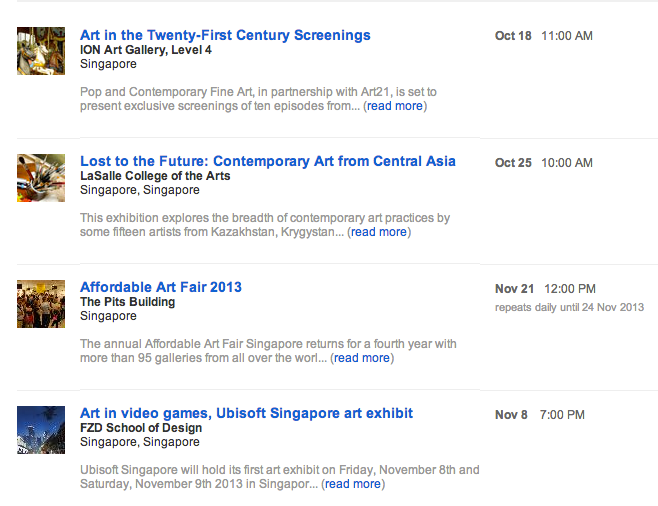 Art in the Twenty-First Century Screenings
Oct 18 11:00 AM
ION Art Gallery, Level 4
Singapore
Pop and Contemporary Fine Art, in partnership with Art21, is set to
present exclusive screenings of ten episodes from... (read more)
Lost to the Future: Contemporary Art from Central Asia
Oct 25 10:00 AM
LaSalle College of the Arts
Singapore, Singapore
This exhibition explores the breadth of contemporary art practices by
some fifteen artists from Kazakhstan, Krygystan... (read more)
Affordable Art Fair 2013
Nov 21 12:00 PM
The Pits Building
repeats daily until 24 Nov 2013
Singapore
The annual Affordable Art Fair Singapore returns for a fourth year with
more than 95 galleries from all over the worl... (read more)
Art in video games, Ubisoft Singapore art exhibit
Nov 8 7:00 PM
FZD School of Design
Singapore, Singapore
Ubisoft Singapore will hold its first art exhibit on Friday, November 8th and
Saturday, November 9th 2013 in Singapor... (read more)